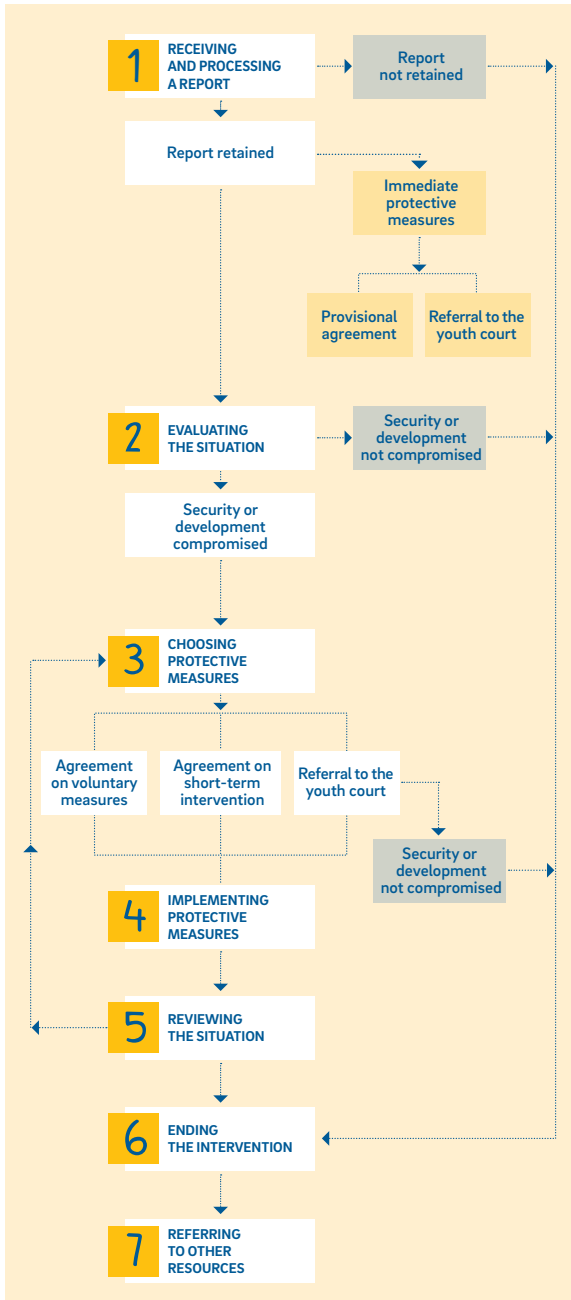 1
RECEIVING
AND PROCESSING
A REPORT
Report
not retained
Report retained
Immediate
protective
measures
Provisional
agreement
Referral to the
youth court
2
EVALUATING
THE SITUATION
Security or
development
not compromised
Security or
development
compromised
3
CHOOSING
PROTECTIVE
MEASURES
Agreement
on voluntary
measures
Agreement on
short-term
intervention
Referral to the
youth court
Security or
development
not compromised
4
IMPLEMENTING
PROTECTIVE
MEASURES
5
REVIEWING
THE SITUATION
6
ENDING
THE INTERVENTION
7
REFERRING
TO OTHER
RESOURCES